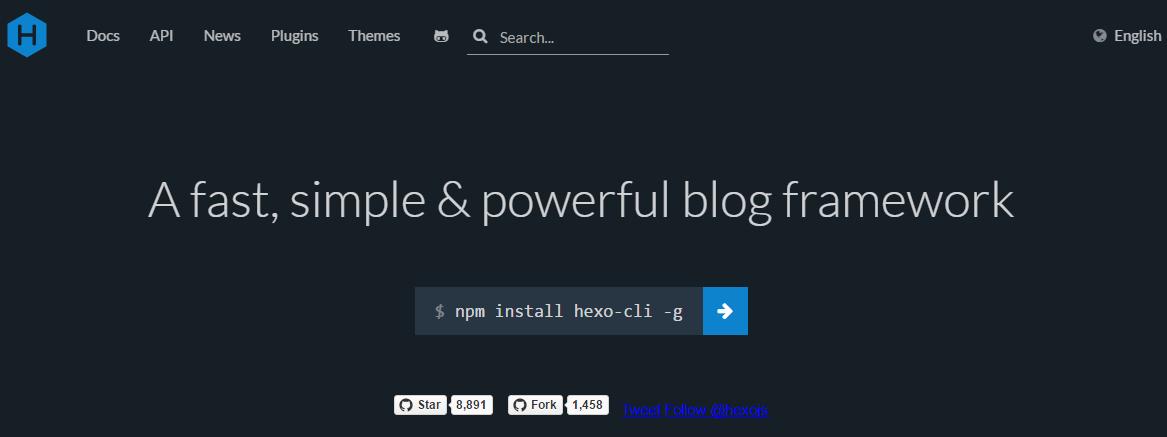 H Docs API News Plugins Themes Search... English
A fast, simple & powerful blog framework
$ npm install hexo-cli -g
Star 8,891 Fork 1,458 Tweet Follow @hexojs